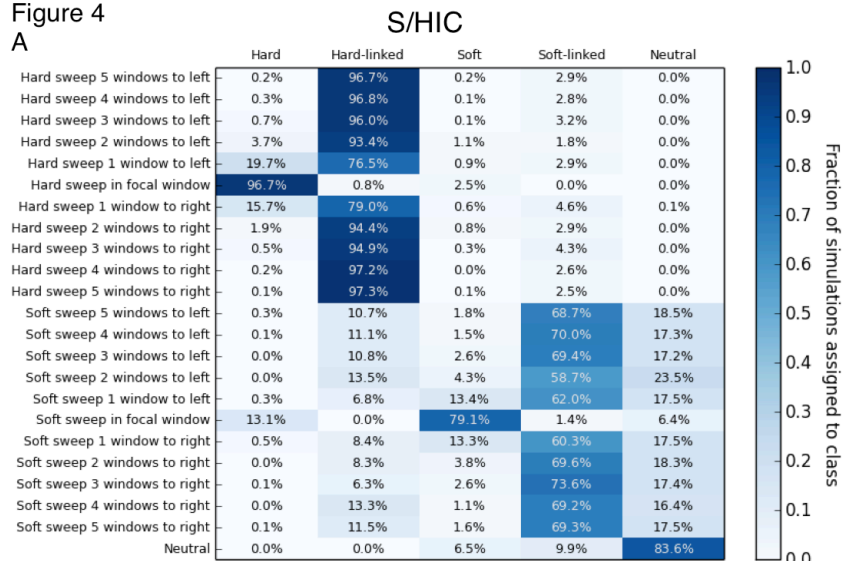 Figure 4
A
S/HIC
Hard Hard-linked Soft Soft-linked Neutral
Hard sweep 5 windows to left 0.2% 96.7% 0.2% 2.9% 0.0%
Hard sweep 4 windows to left 0.3% 96.8% 0.1% 2.8% 0.0%
Hard sweep 3 windows to left 0.7% 96.0% 0.1% 3.2% 0.0%
Hard sweep 2 windows to left 3.7% 93.4% 1.1% 1.8% 0.0%
Hard sweep 1 window to left 19.7% 76.5% 0.9% 2.9% 0.0%
Hard sweep in focal window 96.7% 0.8% 2.5% 0.0% 0.0%
Hard sweep 1 window to right 15.7% 79.0% 0.6% 4.6% 0.1%
Hard sweep 2 windows to right 1.9% 94.4% 0.8% 2.9% 0.0%
Hard sweep 3 windows to right 0.5% 94.9% 0.3% 4.3% 0.0%
Hard sweep 4 windows to right 0.2% 97.2% 0.0% 2.6% 0.0%
Hard sweep 5 windows to right 0.1% 97.3% 0.1% 2.5% 0.0%
Soft sweep 5 windows to left 0.3% 10.7% 1.8% 68.7% 18.5%
Soft sweep 4 windows to left 0.1% 11.1% 1.5% 70.0% 17.3%
Soft sweep 3 windows to left 0.0% 10.8% 2.6% 69.4% 17.2%
Soft sweep 2 windows to left 0.0% 13.5% 4.3% 58.7% 23.5%
Soft sweep 1 window to left 0.3% 6.8% 13.4% 62.0% 17.5%
Soft sweep in focal window 13.1% 0.0% 79.1% 1.4% 6.4%
Soft sweep 1 window to right 0.5% 8.4% 13.3% 60.3% 17.5%
Soft sweep 2 windows to right 0.0% 8.3% 3.8% 69.6% 18.3%
Soft sweep 3 windows to right 0.1% 6.3% 2.6% 73.6% 17.4%
Soft sweep 4 windows to right 0.0% 13.3% 1.1% 69.2% 16.4%
Soft sweep 5 windows to right 0.1% 11.5% 1.6% 69.3% 17.5%
Neutral 0.0% 0.0% 6.5% 9.9% 83.6%
1.0
0.9
0.8
0.7
0.6
0.5
0.4
0.3
0.2
0.1
0.0
Fraction of simulations assigned to class